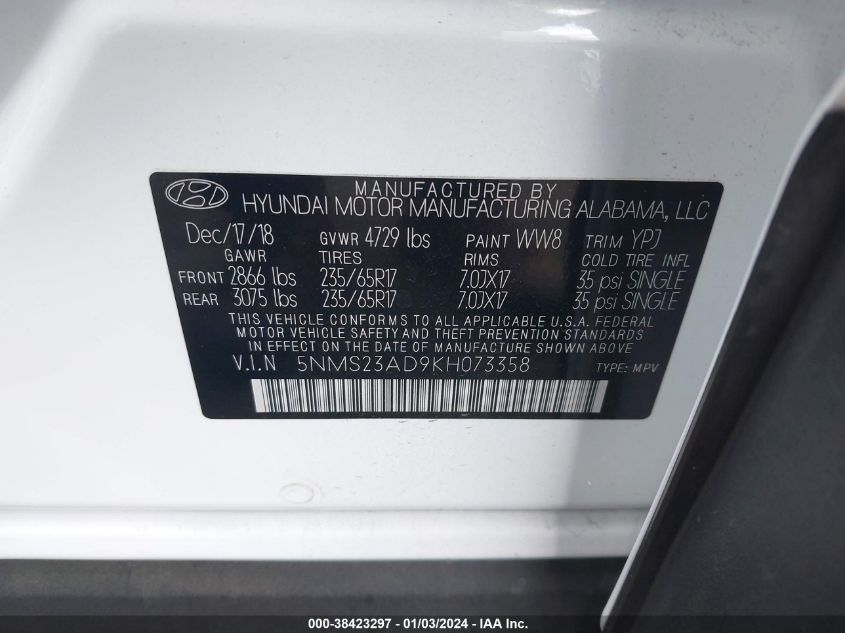 MANUFACTURED BY
HYUNDAI MOTOR MANUFACTURING ALABAMA, LLC
Dec/17/18 GVWR 4729 lbs PAINT WW8 TRIM YPJ
GAWR TIRES RIMS COLD TIRE INFL
FRONT 2866 lbs 235/65R17 7.0JX17 35 psi SINGLE
REAR 3075 lbs 235/65R17 7.0JX17 35 psi SINGLE
THIS VEHICLE CONFORMS TO ALL APPLICABLE U.S.A. FEDERAL
MOTOR VEHICLE SAFETY AND THEFT PREVENTION STANDARDS
IN EFFECT ON THE DATE OF MANUFACTURE SHOWN ABOVE.
V.I.N 5NMS23AD9KH073358 TYPE: MPV
000-38423297 - 01/03/2024 - IAA Inc.